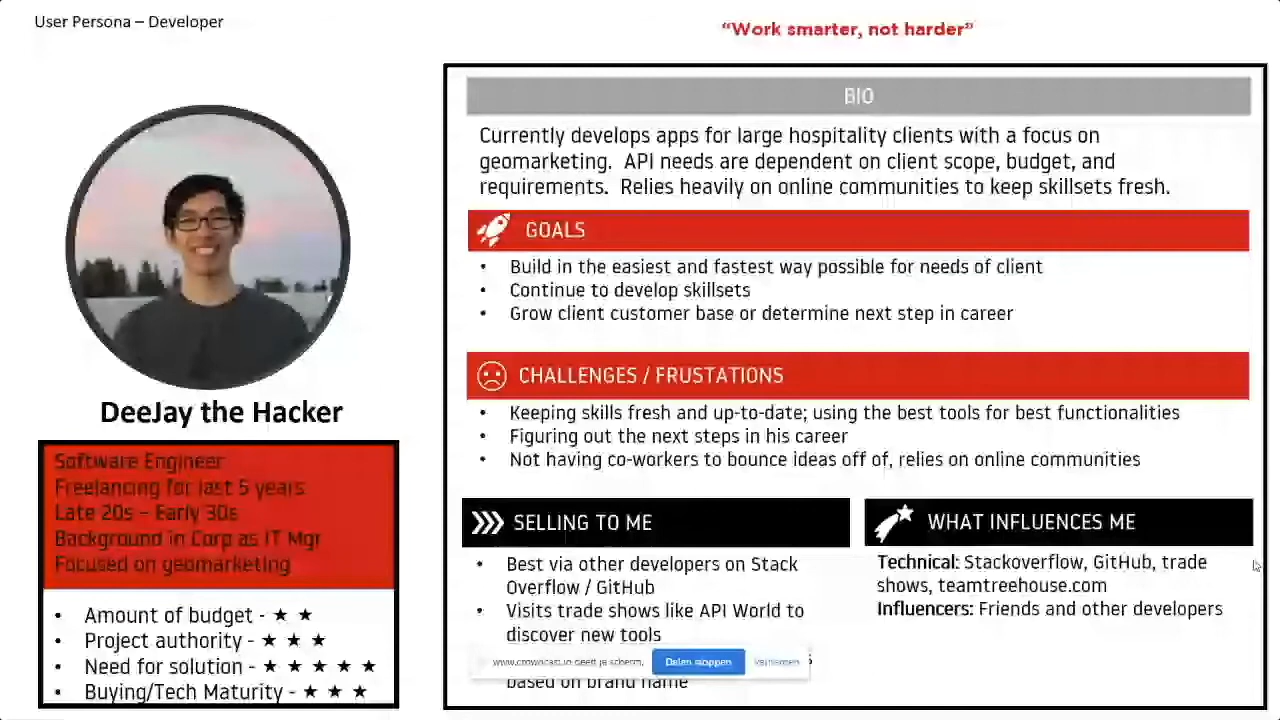 User Persona – Developer
“Work smarter, not harder”
DeeJay the Hacker
Software Engineer
Freelancing for last 5 years
Late 20s – Early 30s
Background in Corp as IT Mgr
Focused on geomarketing
• Amount of budget - ★ ★
• Project authority - ★ ★ ★
• Need for solution - ★ ★ ★ ★ ★
• Buying/Tech Maturity - ★ ★ ★
BIO
Currently develops apps for large hospitality clients with a focus on
geomarketing. API needs are dependent on client scope, budget, and
requirements. Relies heavily on online communities to keep skillsets fresh.
GOALS
• Build in the easiest and fastest way possible for needs of client
• Continue to develop skillsets
• Grow client customer base or determine next step in career
CHALLENGES / FRUSTATIONS
• Keeping skills fresh and up-to-date; using the best tools for best functionalities
• Figuring out the next steps in his career
• Not having co-workers to bounce ideas off of, relies on online communities
SELLING TO ME
• Best via other developers on Stack
Overflow / GitHub
• Visits trade shows like API World to
discover new tools
based on brand name
www.crowdcast.io deelt je scherm.
Delen stoppen
Verbergen
WHAT INFLUENCES ME
Technical: Stackoverflow, GitHub, trade
shows, teamtreehouse.com
Influencers: Friends and other developers